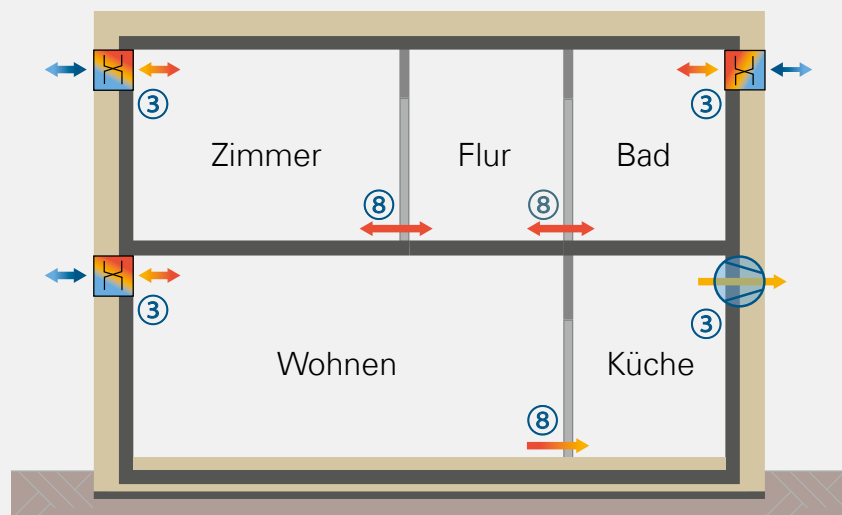 ③ ③
Zimmer Flur Bad
⑧ ⑧
③ ③
Wohnen Küche
⑧